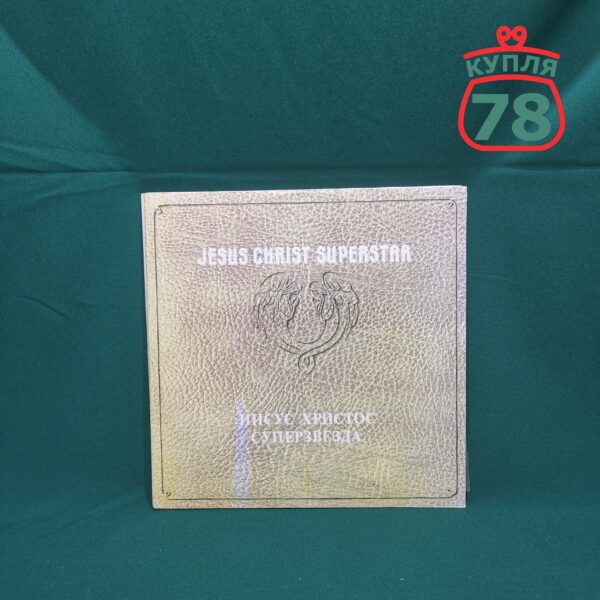 КУПЛЯ
78
JESUS CHRIST SUPERSTAR
ИИСУС ХРИСТОС
СУПЕРЗВЕЗДА